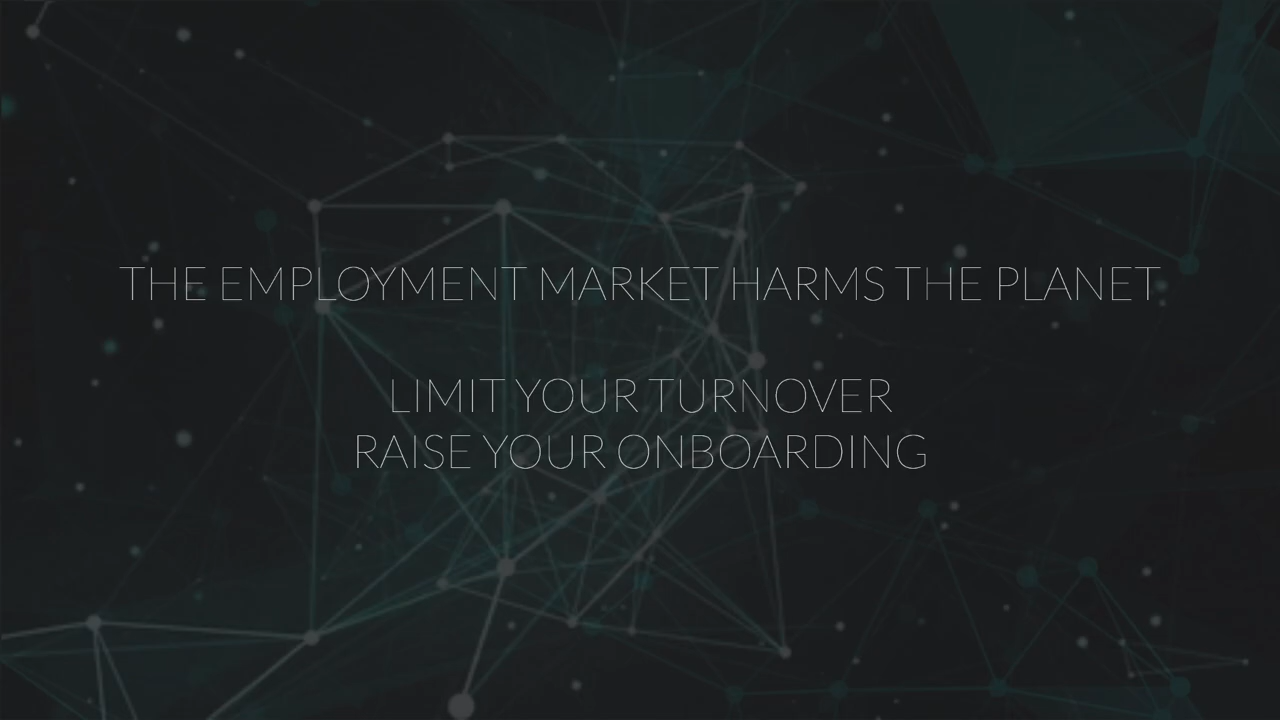 THE EMPLOYMENT MARKET HARMS THE PLANET
LIMIT YOUR TURNOVER
RAISE YOUR ONBOARDING